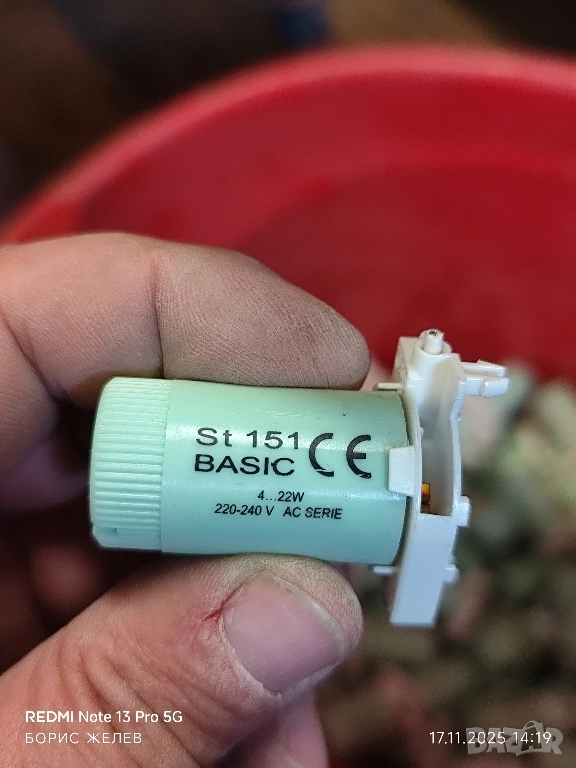 St 151 CE
BASIC
4...22W
220-240 V AC SERIE
REDMI Note 13 Pro 5G
БОРИС ЖЕЛЕВ
17.11.2025 14:19
BAZAR